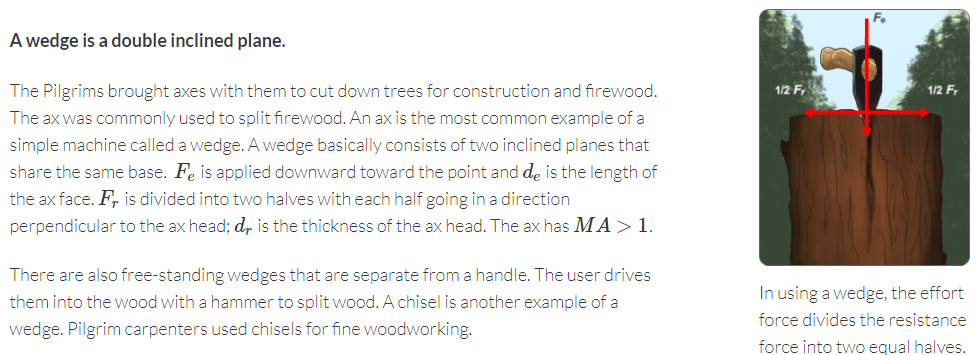 A wedge is a double inclined plane.
The Pilgrims brought axes with them to cut down trees for construction and firewood.
The ax was commonly used to split firewood. An ax is the most common example of a
simple machine called a wedge. A wedge basically consists of two inclined planes that
share the same base. Fₑ is applied downward toward the point and dₑ is the length of
the ax face. Fᵣ is divided into two halves with each half going in a direction
perpendicular to the ax head; dᵣ is the thickness of the ax head. The ax has MA > 1.
There are also free-standing wedges that are separate from a handle. The user drives
them into the wood with a hammer to split wood. A chisel is another example of a
wedge. Pilgrim carpenters used chisels for fine woodworking.
Fₑ
1/2 Fᵣ
1/2 Fᵣ
In using a wedge, the effort
force divides the resistance
force into two equal halves.